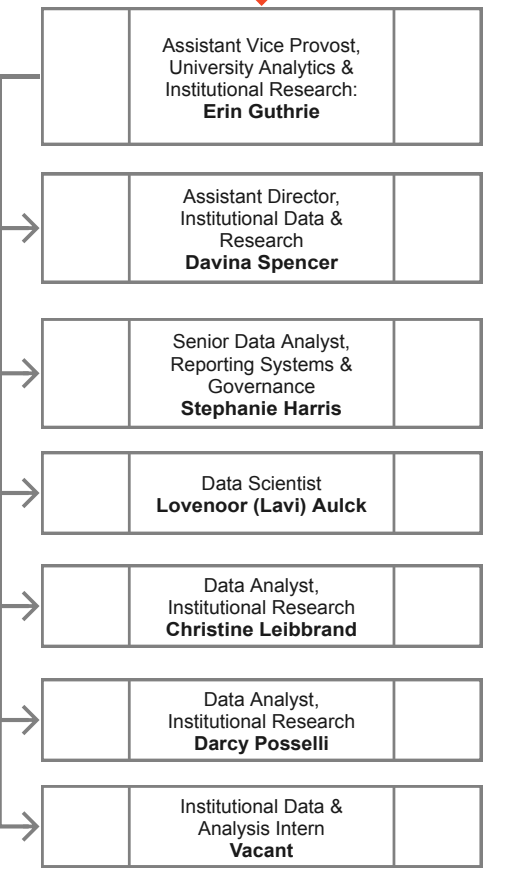 Assistant Vice Provost,
University Analytics &
Institutional Research:
Erin Guthrie
Assistant Director,
Institutional Data &
Research
Davina Spencer
Senior Data Analyst,
Reporting Systems &
Governance
Stephanie Harris
Data Scientist
Lovenoor (Lavi) Aulck
Data Analyst,
Institutional Research
Christine Leibbrand
Data Analyst,
Institutional Research
Darcy Posselli
Institutional Data &
Analysis Intern
Vacant